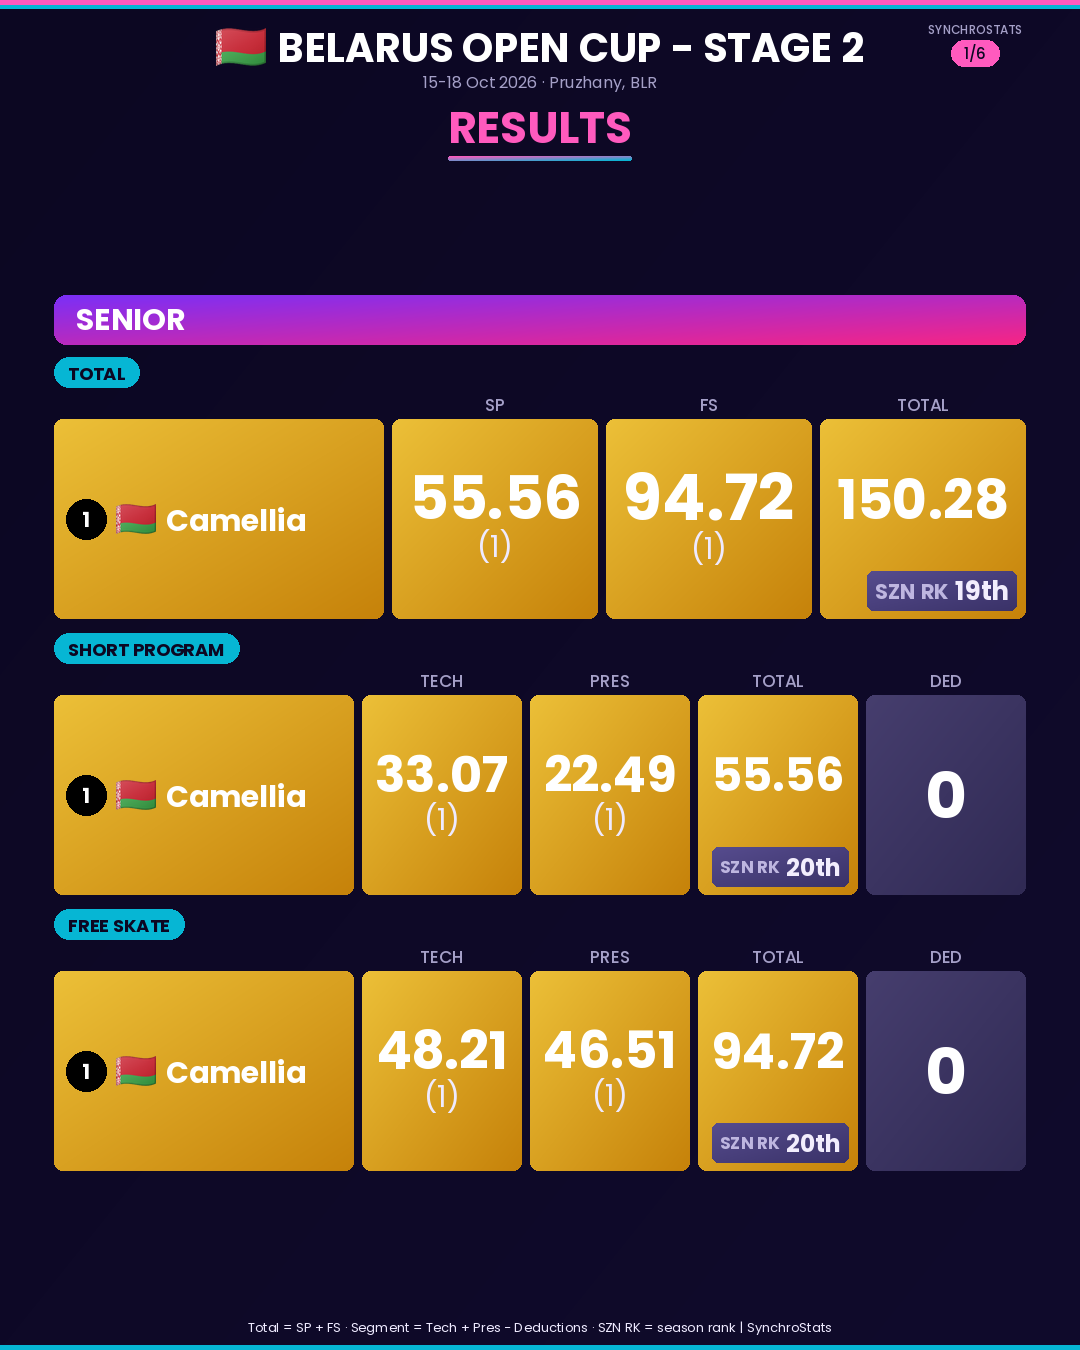 BELARUS OPEN CUP - STAGE 2
SYNCHROSTATS
1/6
15-18 Oct 2026 · Pruzhany, BLR
RESULTS
SENIOR
TOTAL
SP FS TOTAL
1 Camellia 55.56 (1) 94.72 (1) 150.28
SZN RK 19th
SHORT PROGRAM
TECH PRES TOTAL DED
1 Camellia 33.07 (1) 22.49 (1) 55.56 0
SZN RK 20th
FREE SKATE
TECH PRES TOTAL DED
1 Camellia 48.21 (1) 46.51 (1) 94.72 0
SZN RK 20th
Total = SP + FS · Segment = Tech + Pres - Deductions · SZN RK = season rank | SynchroStats